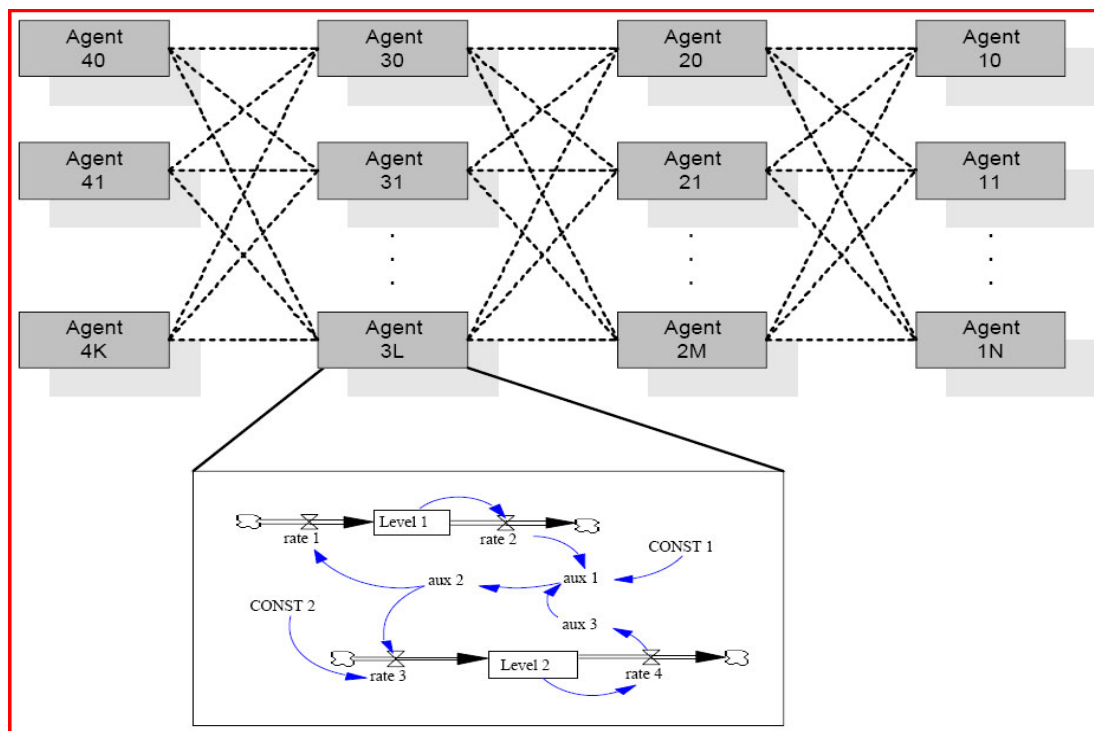 Agent
40
Agent
30
Agent
20
Agent
10
Agent
41
Agent
31
Agent
21
Agent
11
Agent
4K
Agent
3L
Agent
2M
Agent
1N
Level 1
rate 1
rate 2
CONST 1
aux 2
aux 1
CONST 2
aux 3
Level 2
rate 3
rate 4